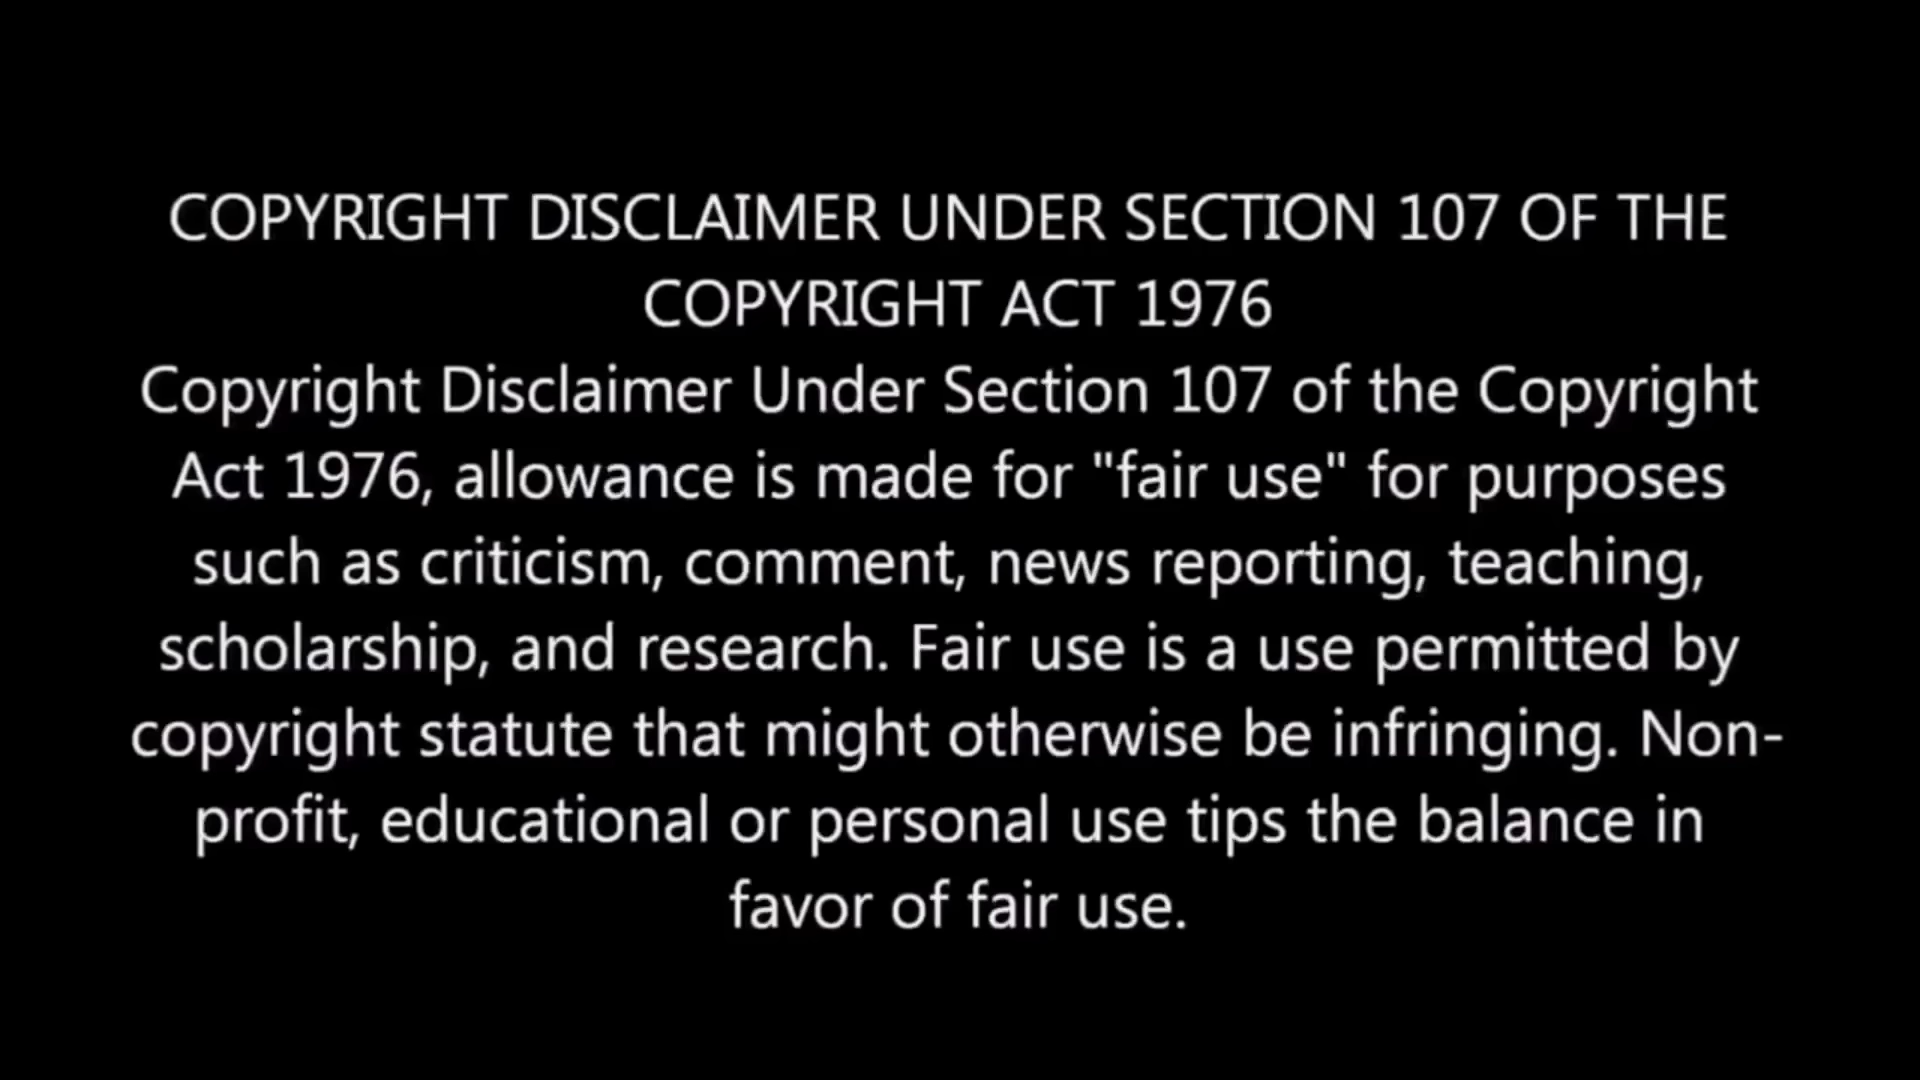 COPYRIGHT DISCLAIMER UNDER SECTION 107 OF THE
COPYRIGHT ACT 1976
Copyright Disclaimer Under Section 107 of the Copyright
Act 1976, allowance is made for "fair use" for purposes
such as criticism, comment, news reporting, teaching,
scholarship, and research. Fair use is a use permitted by
copyright statute that might otherwise be infringing. Non-
profit, educational or personal use tips the balance in
favor of fair use.